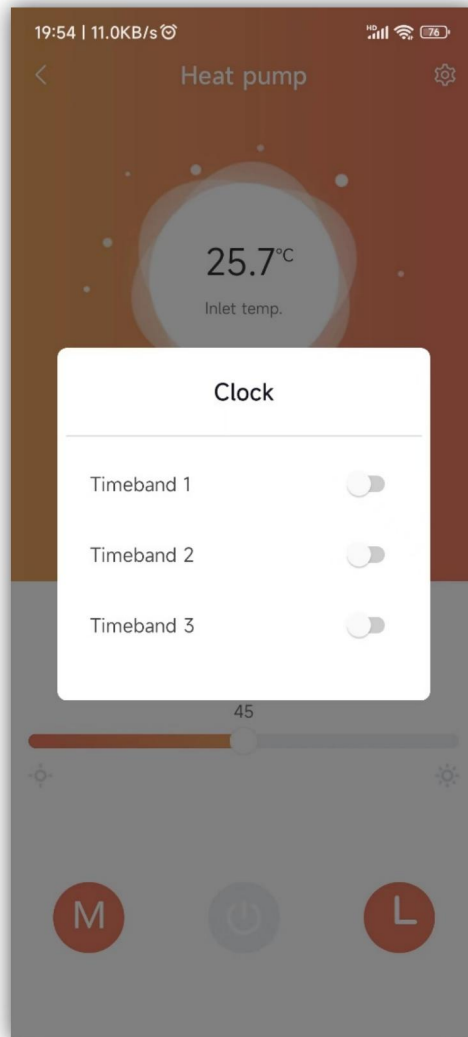 19:54 | 11.0KB/s
HD 76
Heat pump
25.7°C
Inlet temp.
Clock
Timeband 1
Timeband 2
Timeband 3
45
M